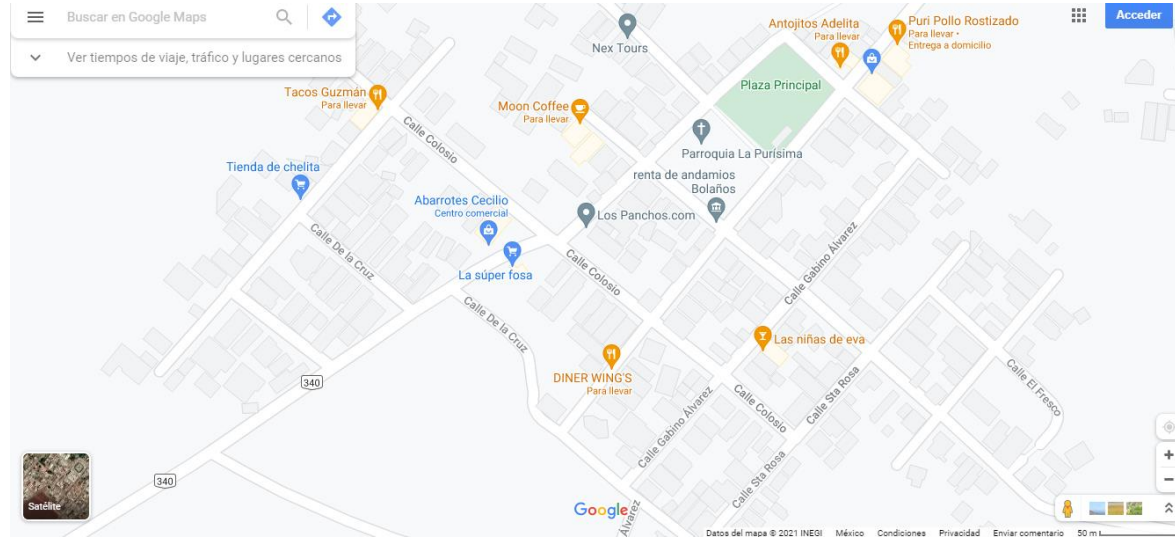 Buscar en Google Maps
Acceder
Ver tiempos de viaje, tráfico y lugares cercanos
Nex Tours
Antojitos Adelita
Para llevar
Puri Pollo Rostizado
Para llevar •
Entrega a domicilio
Tacos Guzmán
Para llevar
Moon Coffee
Para llevar
Plaza Principal
Calle Colosio
Parroquia La Purísima
Tienda de chelita
renta de andamios
Bolaños
Abarrotes Cecilio
Centro comercial
Los Panchos.com
Calle De la Cruz
La súper fosa
Calle Colosio
Calle Gabino Álvarez
Calle De la Cruz
Las niñas de eva
DINER WING'S
Para llevar
340
Calle El Fresco
Calle Sta Rosa
Calle Colosio
Calle Gabino Álvarez
340
Calle Sta Rosa
Satélite
Google
Álvarez
Datos del mapa © 2021 INEGI México Condiciones Privacidad Enviar comentario 50 m